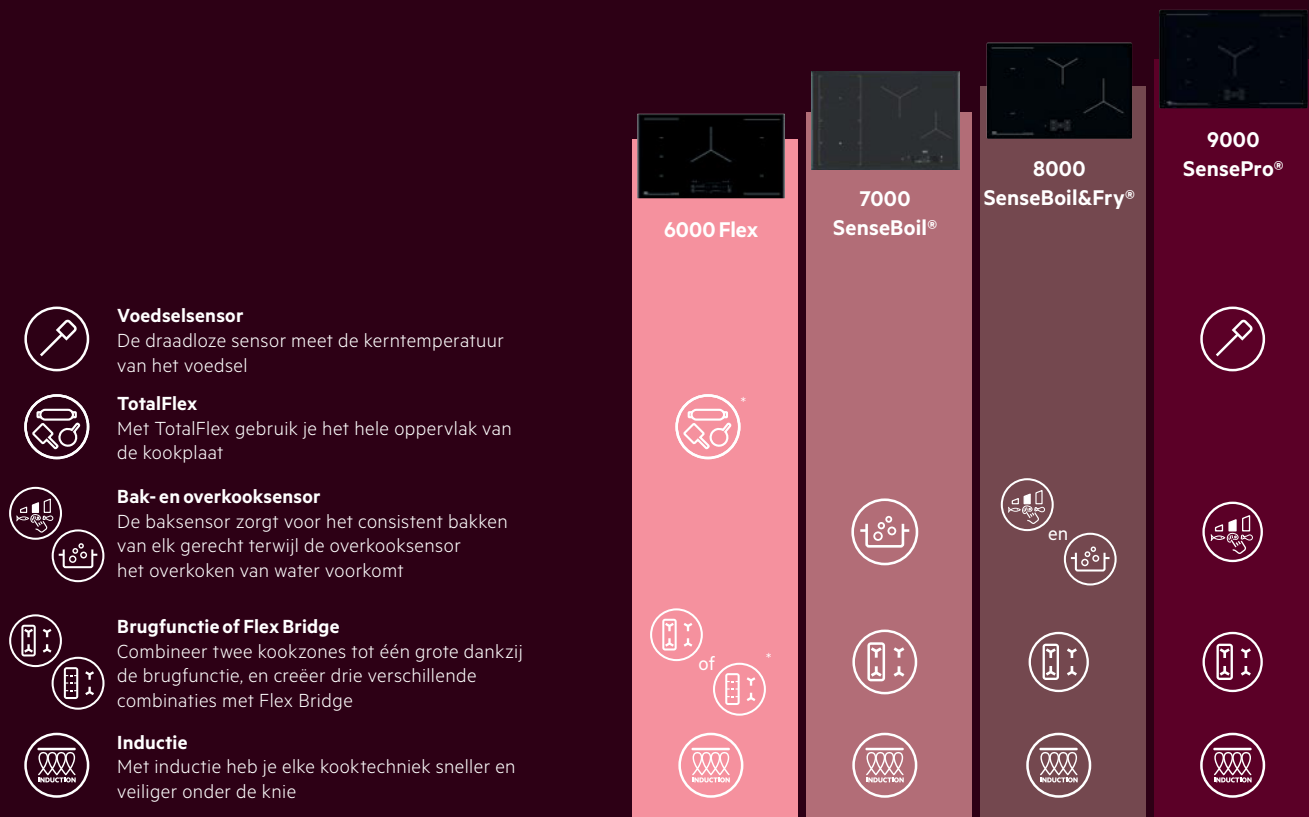 9000
SensePro®
8000
SenseBoil&Fry®
7000
SenseBoil®
6000 Flex
Voedselsensor
De draadloze sensor meet de kerntemperatuur
van het voedsel
TotalFlex
Met TotalFlex gebruik je het hele oppervlak van
de kookplaat
*
Bak- en overkooksensor
De baksensor zorgt voor het consistent bakken
van elk gerecht terwijl de overkooksensor
het overkoken van water voorkomt
en
Brugfunctie of Flex Bridge
Combineer twee kookzones tot één grote dankzij
de brugfunctie, en creëer drie verschillende
combinaties met Flex Bridge
of
*
Inductie
Met inductie heb je elke kooktechniek sneller en
veiliger onder de knie
INDUCTION
INDUCTION
INDUCTION
INDUCTION
INDUCTION